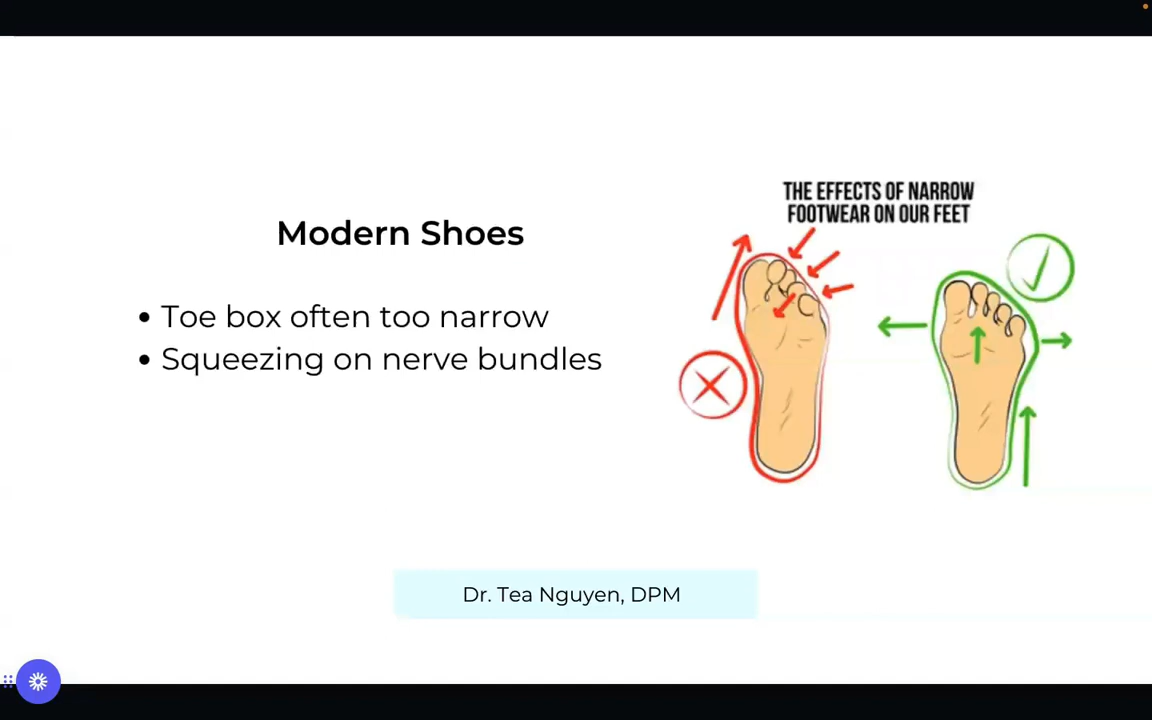 Modern Shoes
• Toe box often too narrow
• Squeezing on nerve bundles
THE EFFECTS OF NARROW
FOOTWEAR ON OUR FEET
Dr. Tea Nguyen, DPM